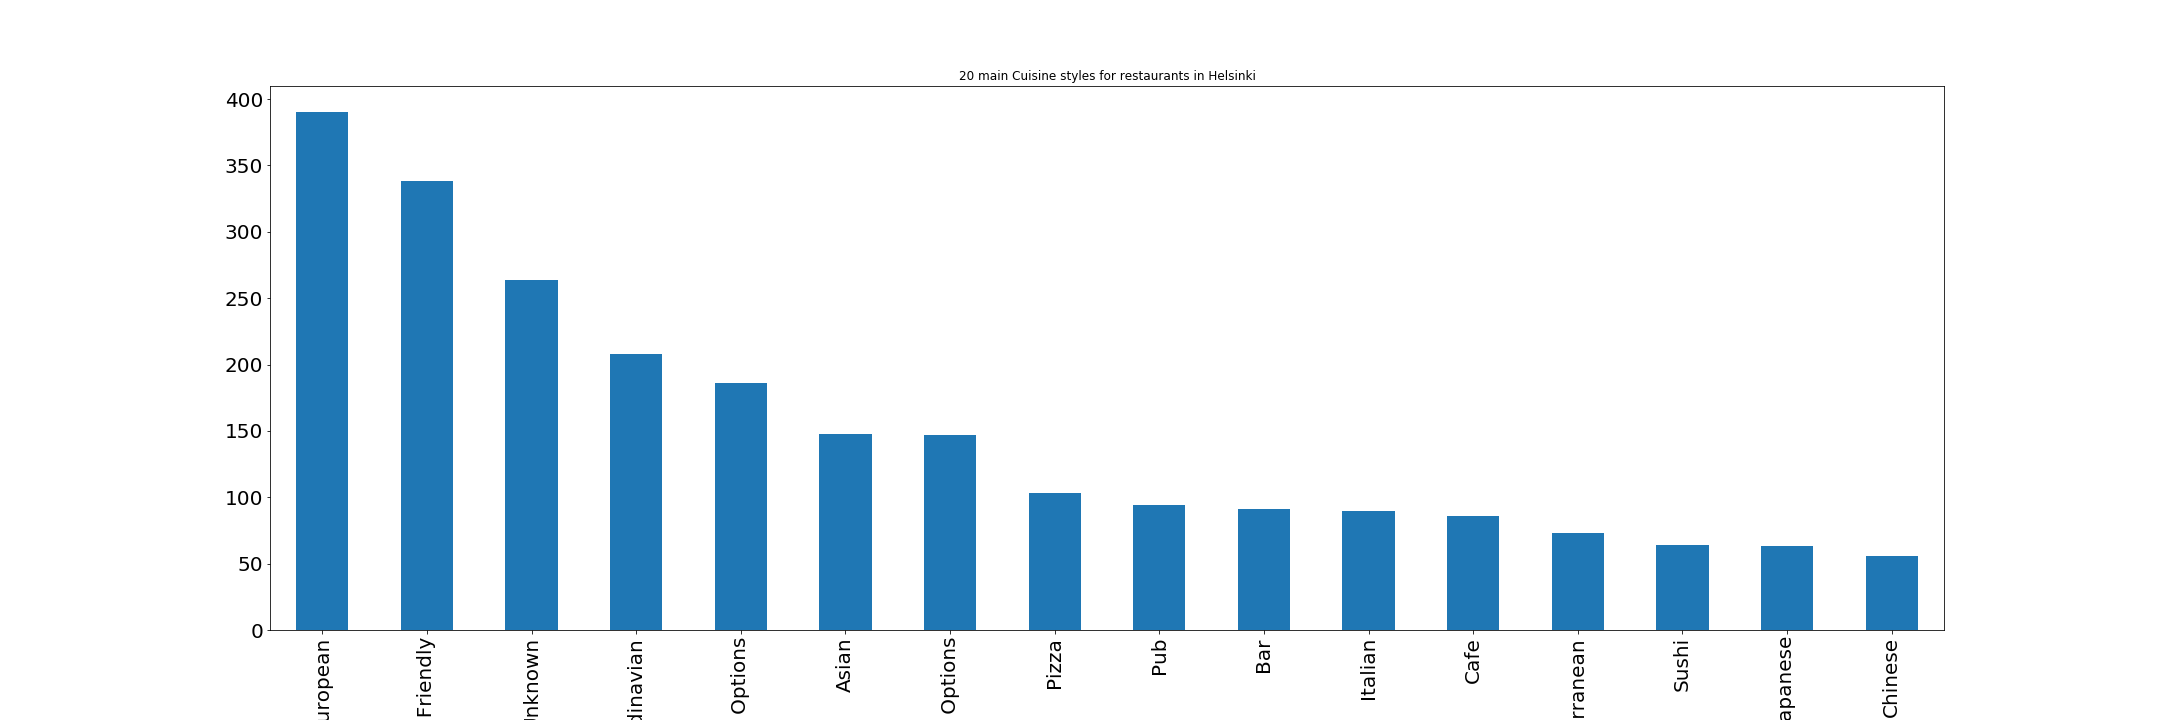 20 main Cuisine styles for restaurants in Helsinki
400
350
300
250
200
150
100
50
0
uropean
Friendly
nknown
dinavian
Options
Asian
Options
Pizza
Pub
Bar
Italian
Cafe
rranean
Sushi
apanese
Chinese